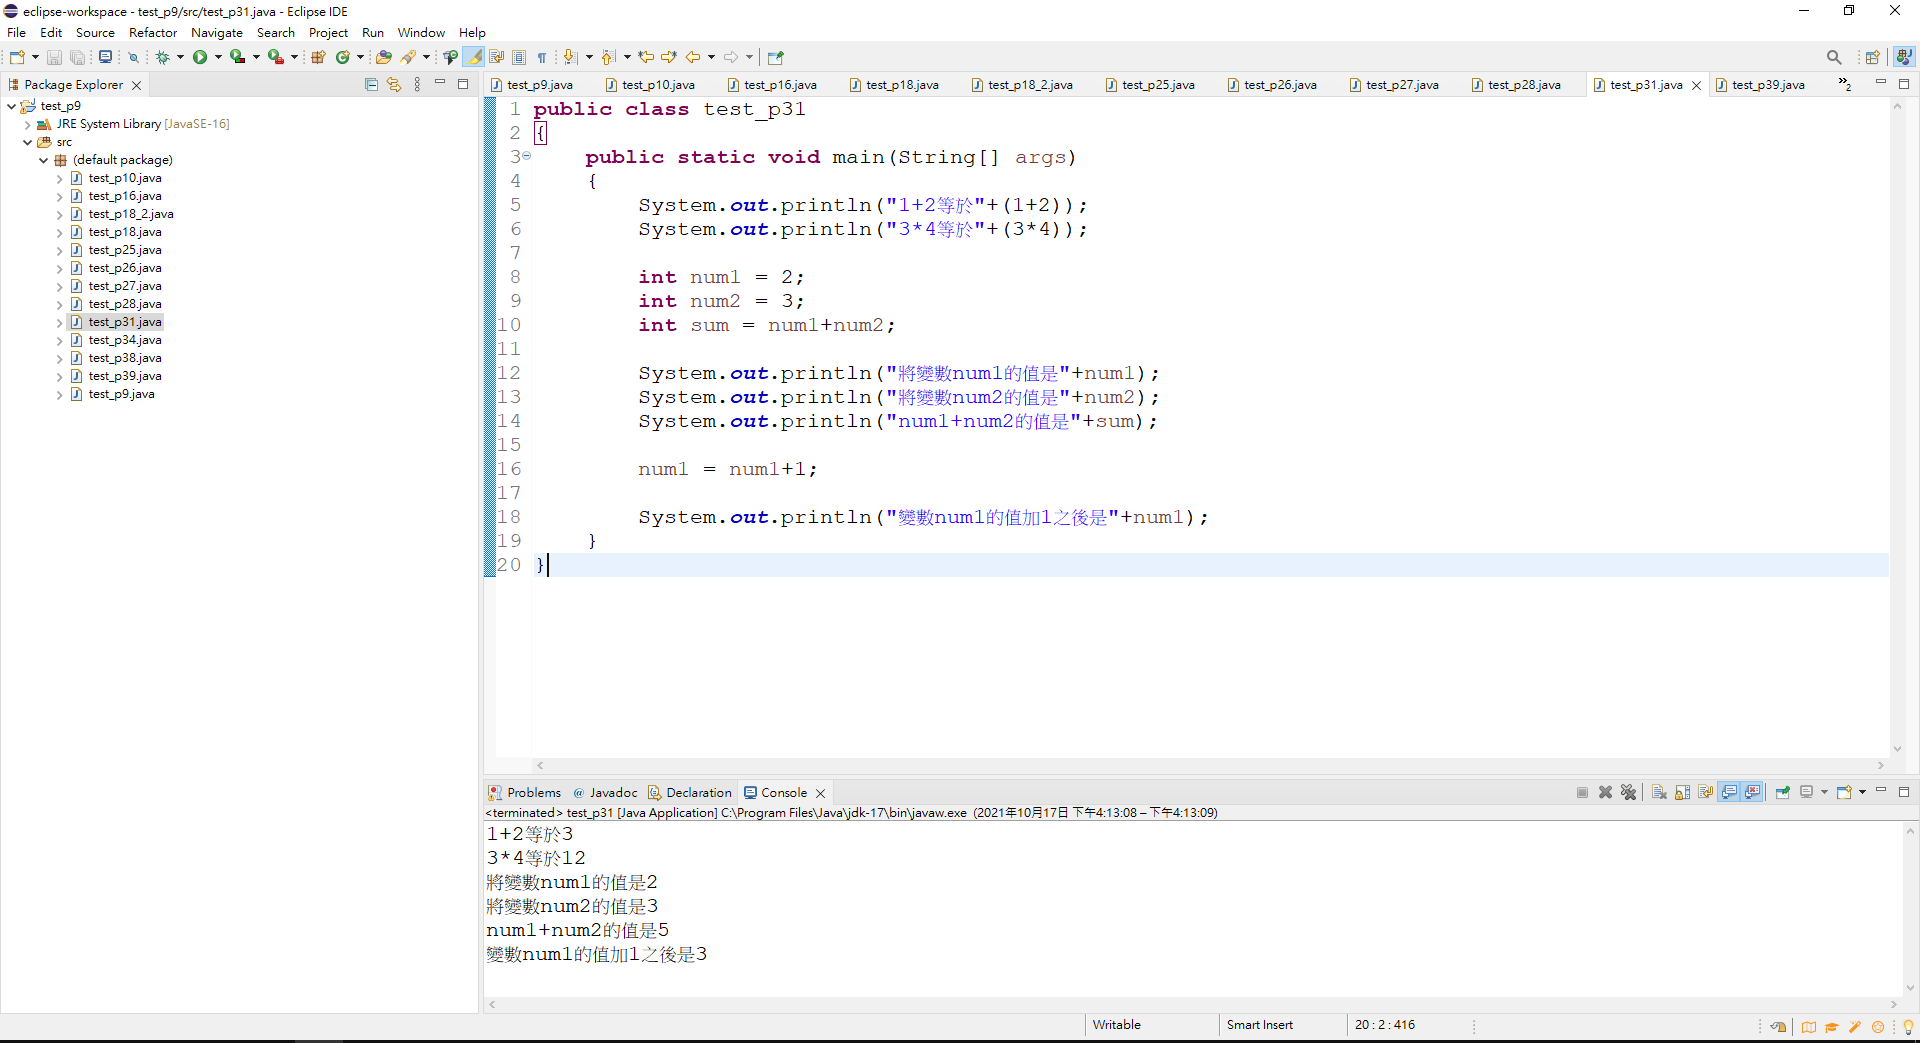 eclipse-workspace - test_p9/src/test_p31.java - Eclipse IDE
File Edit Source Refactor Navigate Search Project Run Window Help
Package Explorer
test_p9
JRE System Library [JavaSE-16]
src
(default package)
test_p10.java
test_p16.java
test_p18_2.java
test_p18.java
test_p25.java
test_p26.java
test_p27.java
test_p28.java
test_p31.java
test_p34.java
test_p38.java
test_p39.java
test_p9.java
test_p9.java test_p10.java test_p16.java test_p18.java test_p18_2.java test_p25.java test_p26.java test_p27.java test_p28.java test_p31.java test_p39.java »2
1 public class test_p31
2 {
3 public static void main(String[] args)
4 {
5 System.out.println("1+2等於"+(1+2));
6 System.out.println("3*4等於"+(3*4));
7
8 int num1 = 2;
9 int num2 = 3;
10 int sum = num1+num2;
11
12 System.out.println("將變數num1的值是"+num1);
13 System.out.println("將變數num2的值是"+num2);
14 System.out.println("num1+num2的值是"+sum);
15
16 num1 = num1+1;
17
18 System.out.println("變數num1的值加1之後是"+num1);
19 }
20 }
Problems @ Javadoc Declaration Console
<terminated> test_p31 [Java Application] C:\Program Files\Java\jdk-17\bin\javaw.exe (2021年10月17日 下午4:13:08 – 下午4:13:09)
1+2等於3
3*4等於12
將變數num1的值是2
將變數num2的值是3
num1+num2的值是5
變數num1的值加1之後是3
Writable Smart Insert 20 : 2 : 416